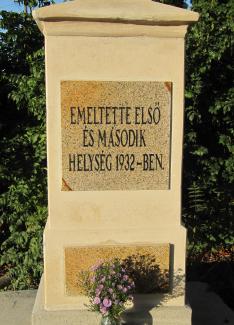 EMELTETTE ELSŐ
ÉS MÁSODIK
HELYSÉG 1932-BEN.